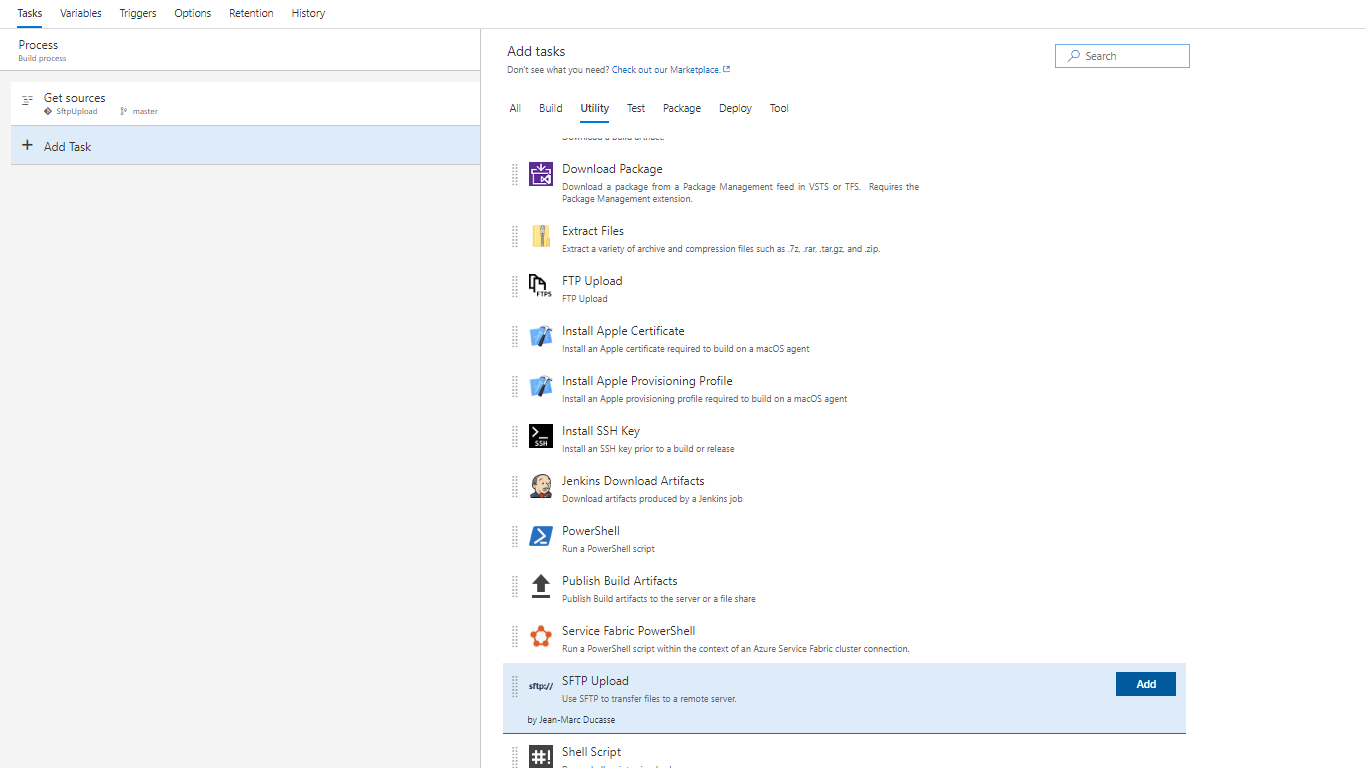 Tasks Variables Triggers Options Retention History
Process
Build process
Get sources
SftpUpload master
+ Add Task
Add tasks
Don't see what you need? Check out our Marketplace.
Search
All Build Utility Test Package Deploy Tool
Download a build artifact.
Download Package
Download a package from a Package Management feed in VSTS or TFS. Requires the
Package Management extension.
Extract Files
Extract a variety of archive and compression files such as .7z, .rar, .tar.gz, and .zip.
FTPS
FTP Upload
FTP Upload
Install Apple Certificate
Install an Apple certificate required to build on a macOS agent
Install Apple Provisioning Profile
Install an Apple provisioning profile required to build on a macOS agent
>_ SSH
Install SSH Key
Install an SSH key prior to a build or release
Jenkins Download Artifacts
Download artifacts produced by a Jenkins job
PowerShell
Run a PowerShell script
Publish Build Artifacts
Publish Build artifacts to the server or a file share
Service Fabric PowerShell
Run a PowerShell script within the context of an Azure Service Fabric cluster connection.
sftp://
SFTP Upload
Use SFTP to transfer files to a remote server.
by Jean-Marc Ducasse
Add
#!
Shell Script